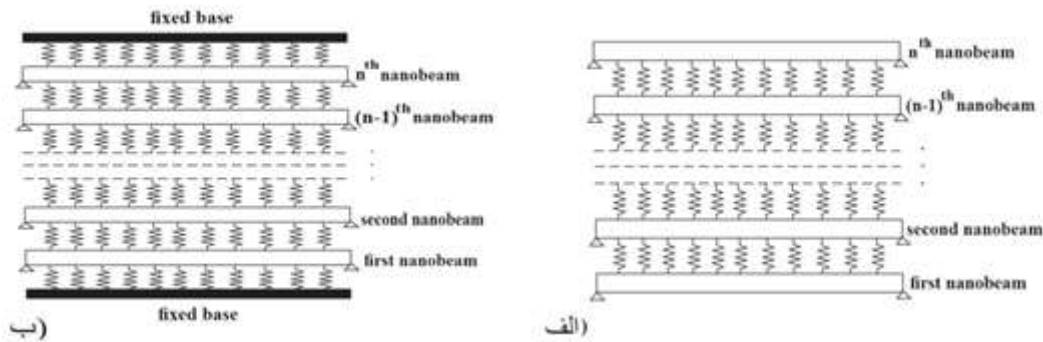 fixed base
nth nanobeam
(n-1)th nanobeam
second nanobeam
first nanobeam
fixed base
ب)
nth nanobeam
(n-1)th nanobeam
second nanobeam
first nanobeam
الف)